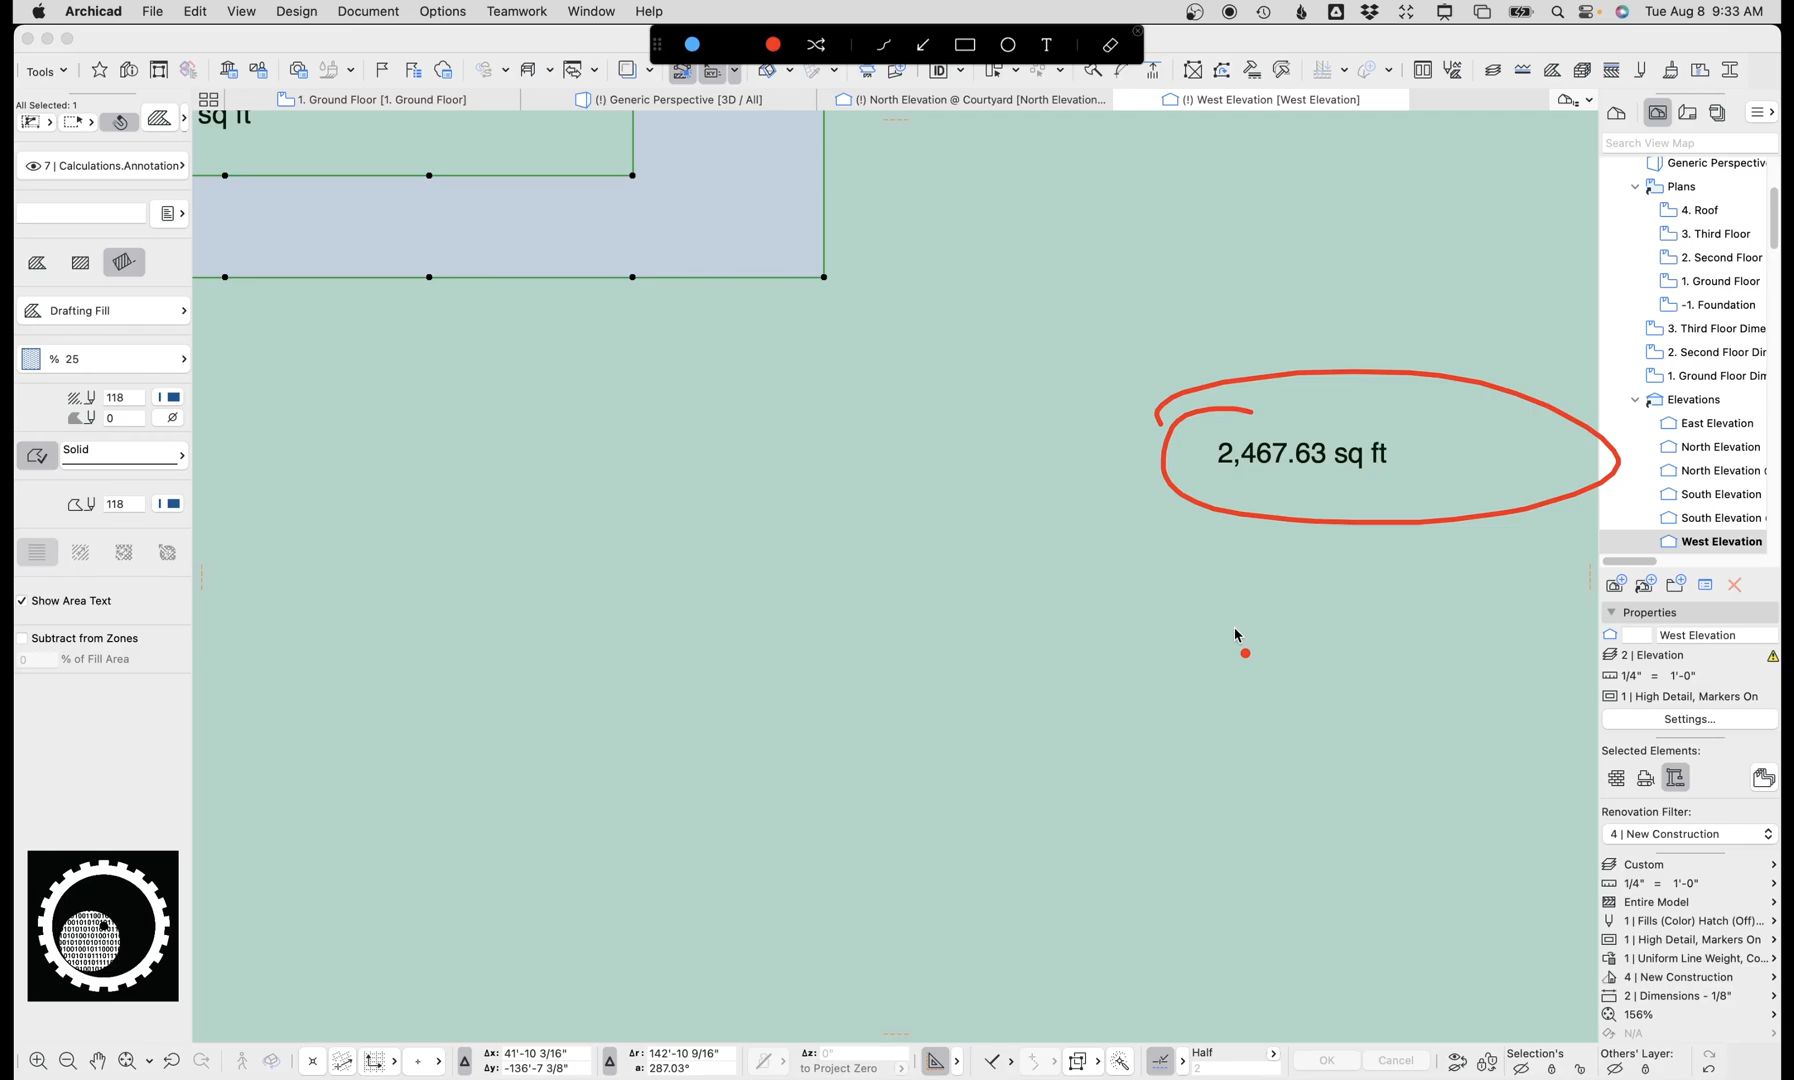 Archicad File Edit View Design Document Options Teamwork Window Help Tue Aug 8 9:33 AM
T
Tools
ID
All Selected: 1
1. Ground Floor [1. Ground Floor]
(!) Generic Perspective [3D / All]
(!) North Elevation @ Courtyard [North Elevation...
(!) West Elevation [West Elevation]
sq ft
7 | Calculations.Annotation
Drafting Fill
% 25
118
0
Solid
118
Show Area Text
Subtract from Zones
0 % of Fill Area
2,467.63 sq ft
Search View Map
Generic Perspectiv
Plans
4. Roof
3. Third Floor
2. Second Floor
1. Ground Floor
-1. Foundation
3. Third Floor Dime
2. Second Floor Dir
1. Ground Floor Dim
Elevations
East Elevation
North Elevation
North Elevation
South Elevation
South Elevation
West Elevation
Properties
West Elevation
2 | Elevation
1/4" = 1'-0"
1 | High Detail, Markers On
Settings...
Selected Elements:
Renovation Filter:
4 | New Construction
Custom
1/4" = 1'-0"
Entire Model
1 | Fills (Color) Hatch (Off)...
1 | High Detail, Markers On
1 | Uniform Line Weight, Co...
4 | New Construction
2 | Dimensions - 1/8"
156%
N/A
Δx: 41'-10 3/16"
Δy: -136'-7 3/8"
Δr: 142'-10 9/16"
a: 287.03°
Δz: 0"
to Project Zero
Half
2
OK
Cancel
Selection's
Others' Layer: